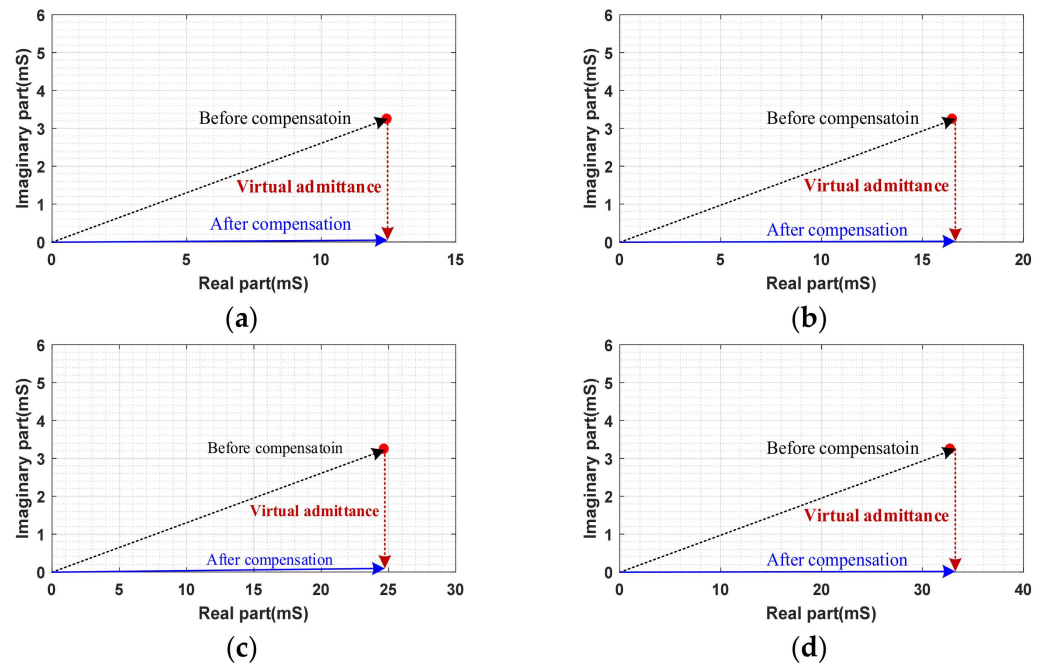 Imaginary part(mS)
6
5
4
3
2
1
0
Before compensatoin
Virtual admittance
After compensation
0 5 10 15
Real part(mS)
(a)
Imaginary part(mS)
6
5
4
3
2
1
0
Before compensatoin
Virtual admittance
After compensation
0 5 10 15 20
Real part(mS)
(b)
Imaginary part(mS)
6
5
4
3
2
1
0
Before compensatoin
Virtual admittance
After compensation
0 5 10 15 20 25 30
Real part(mS)
(c)
Imaginary part(mS)
6
5
4
3
2
1
0
Before compensatoin
Virtual admittance
After compensation
0 10 20 30 40
Real part(mS)
(d)